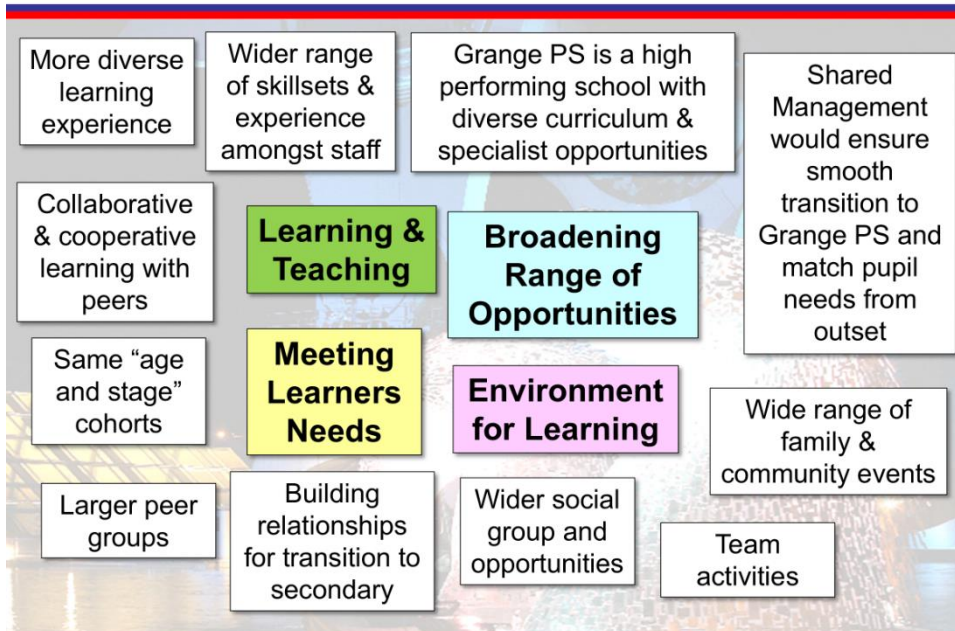 More diverse
learning
experience
Wider range
of skillsets &
experience
amongst staff
Grange PS is a high
performing school with
diverse curriculum &
specialist opportunities
Shared
Management
would ensure
smooth
transition to
Grange PS and
match pupil
needs from
outset
Collaborative
& cooperative
learning with
peers
Learning &
Teaching
Broadening
Range of
Opportunities
Same “age
and stage”
cohorts
Meeting
Learners
Needs
Environment
for Learning
Wide range of
family &
community events
Larger peer
groups
Building
relationships
for transition to
secondary
Wider social
group and
opportunities
Team
activities